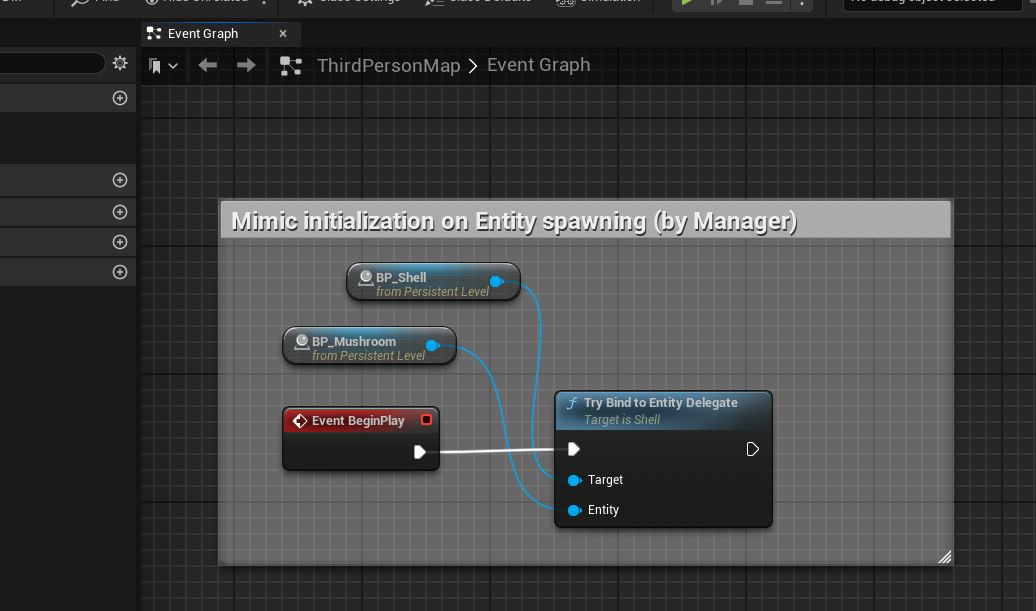 Event Graph
ThirdPersonMap > Event Graph
Mimic initialization on Entity spawning (by Manager)
BP_Shell
from Persistent Level
BP_Mushroom
from Persistent Level
Try Bind to Entity Delegate
Target is Shell
Event BeginPlay
Target
Entity